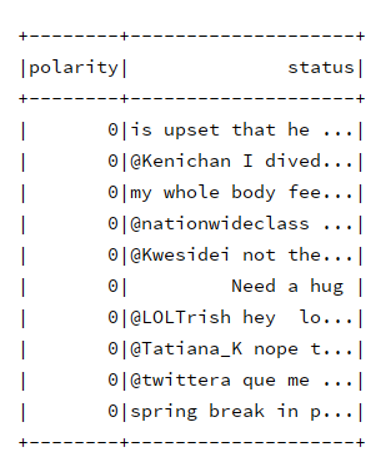 +--------+--------------------+
|polarity|              status|
+--------+--------------------+
|       0|is upset that he ...|
|       0|@Kenichan I dived...|
|       0|my whole body fee...|
|       0|@nationwideclass ...|
|       0|@Kwesidei not the...|
|       0|         Need a hug |
|       0|@LOLTrish hey  lo...|
|       0|@Tatiana_K nope t...|
|       0|@twittera que me ...|
|       0|spring break in p...|
+--------+--------------------+